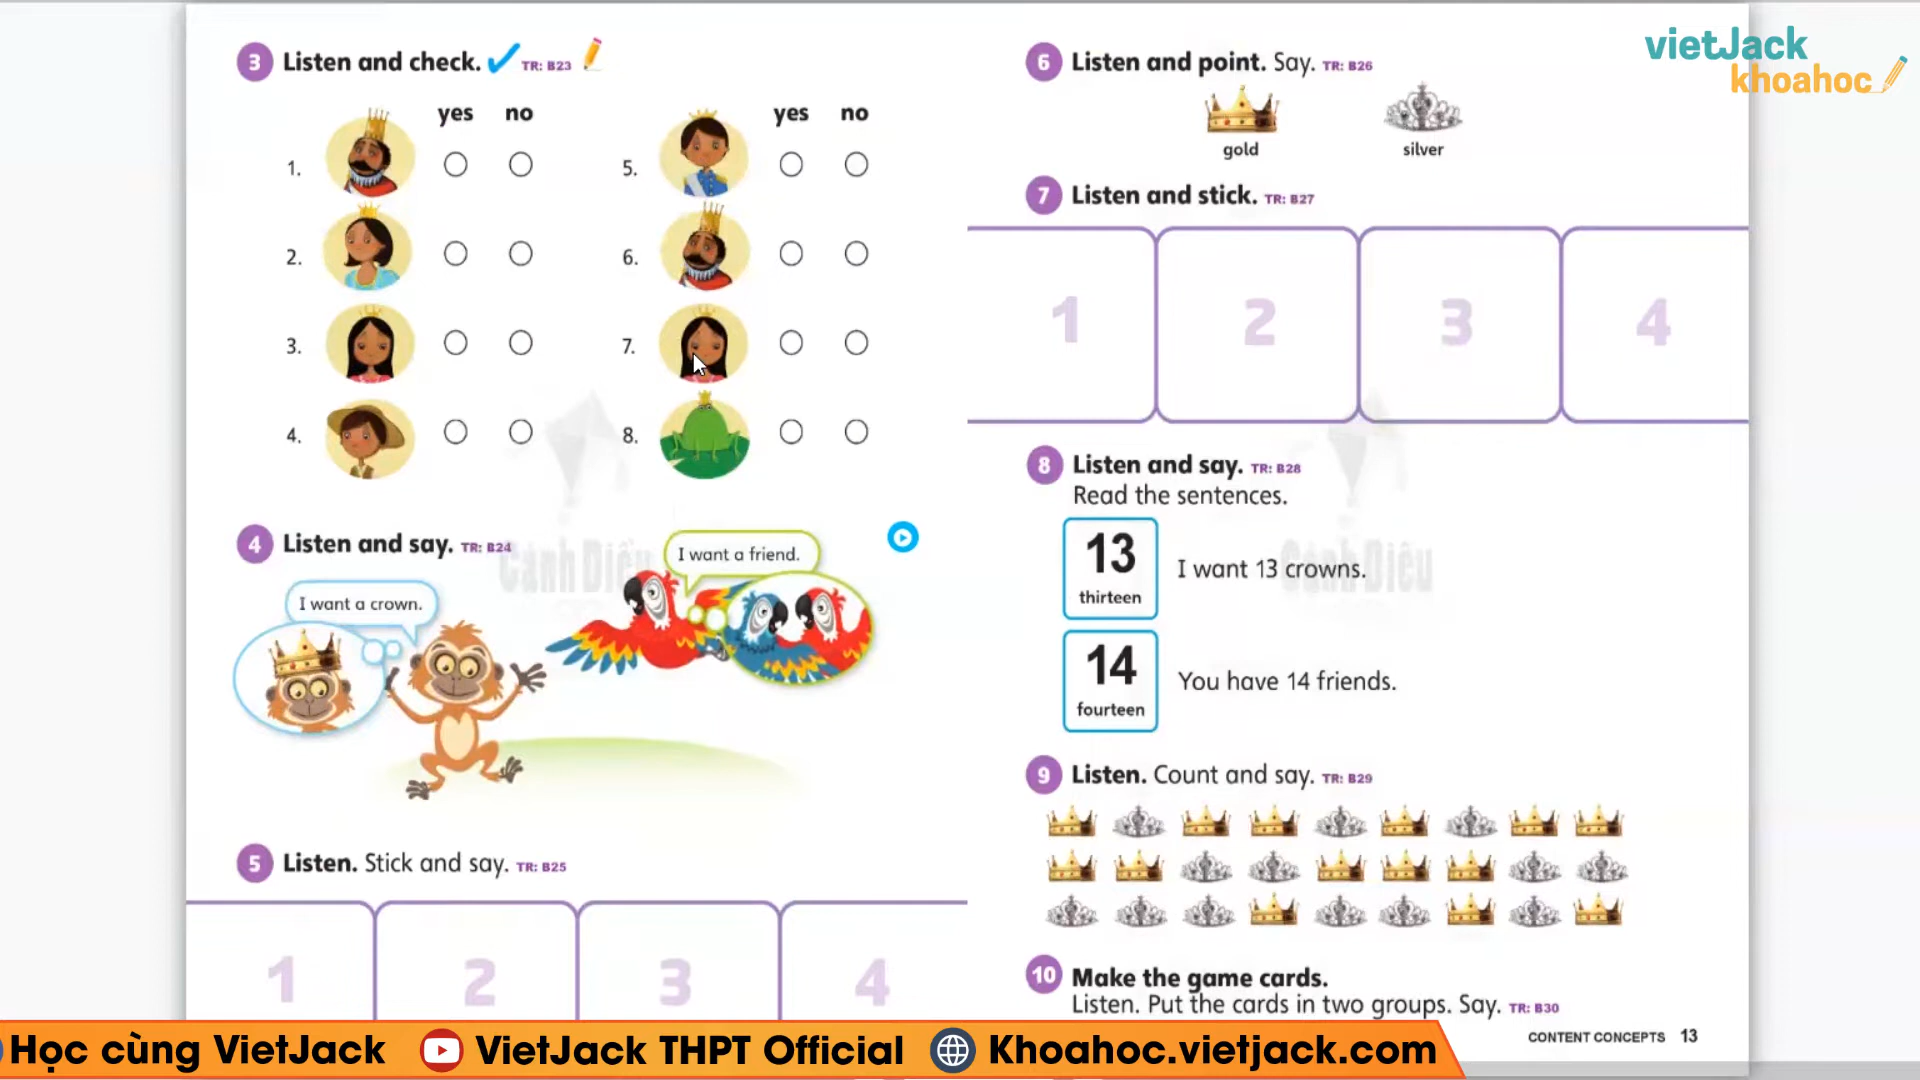 3 Listen and check. TR: B23
yes no yes no
1. 5.
2. 6.
3. 7.
4. 8.
4 Listen and say. TR: B24
I want a crown.
I want a friend.
5 Listen. Stick and say. TR: B25
1 2 3 4
vietJack
khoahoc
6 Listen and point. Say. TR: B26
gold silver
7 Listen and stick. TR: B27
1 2 3 4
8 Listen and say. TR: B28
Read the sentences.
13
thirteen
I want 13 crowns.
14
fourteen
You have 14 friends.
9 Listen. Count and say. TR: B29
10 Make the game cards.
Listen. Put the cards in two groups. Say. TR: B30
CONTENT CONCEPTS 13
Cánh Diều
Cánh Diều
Học cùng VietJack VietJack THPT Official Khoahoc.vietjack.com